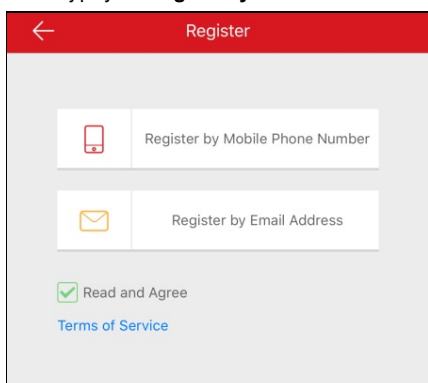 Register
Register by Mobile Phone Number
Register by Email Address
Read and Agree
Terms of Service